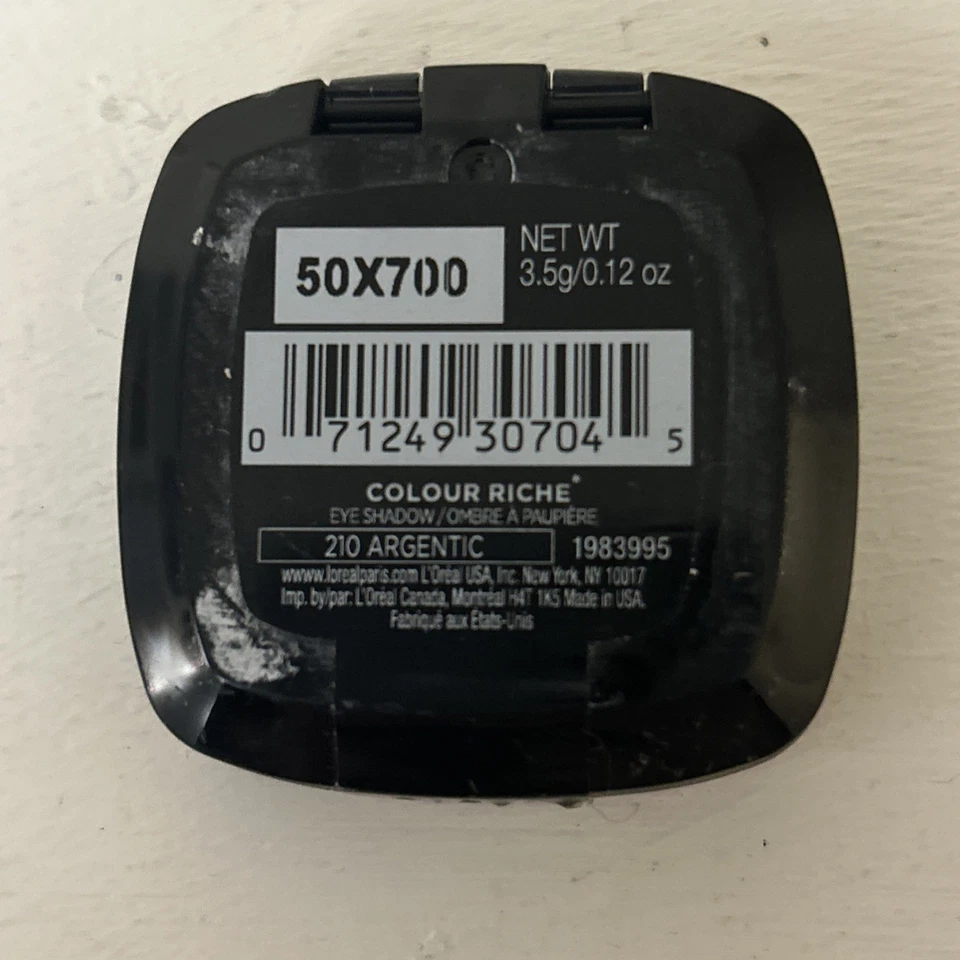 50X700
NET WT
3.5g/0.12 oz
0 71249 30704 5
COLOUR RICHE*
EYE SHADOW/OMBRE À PAUPIÈRE
210 ARGENTIC 1983995
www.lorealparis.com L'Oréal USA, Inc. New York, NY 10017
Imp. by/par: L'Oréal Canada, Montréal H4T 1K5 Made in USA.
Fabriqué aux États-Unis